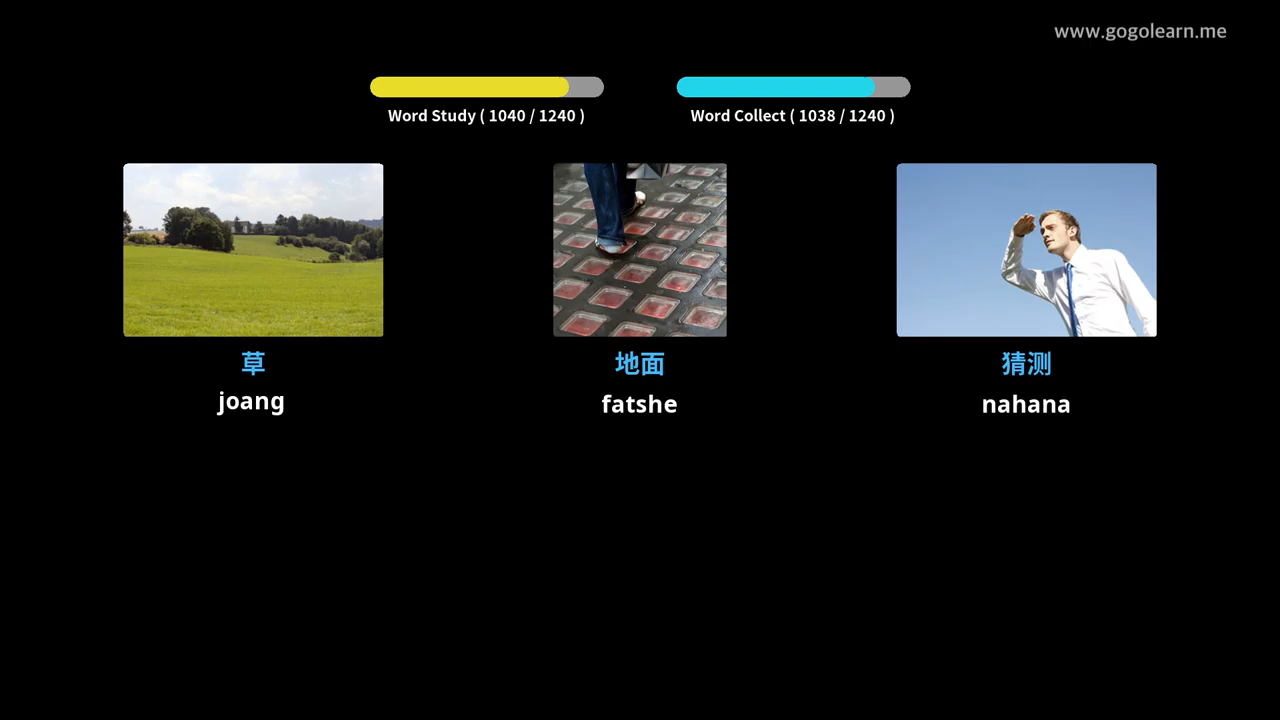 www.gogolearn.me
Word Study ( 1040 / 1240 )
Word Collect ( 1038 / 1240 )
草
地面
猜测
joang
fatshe
nahana